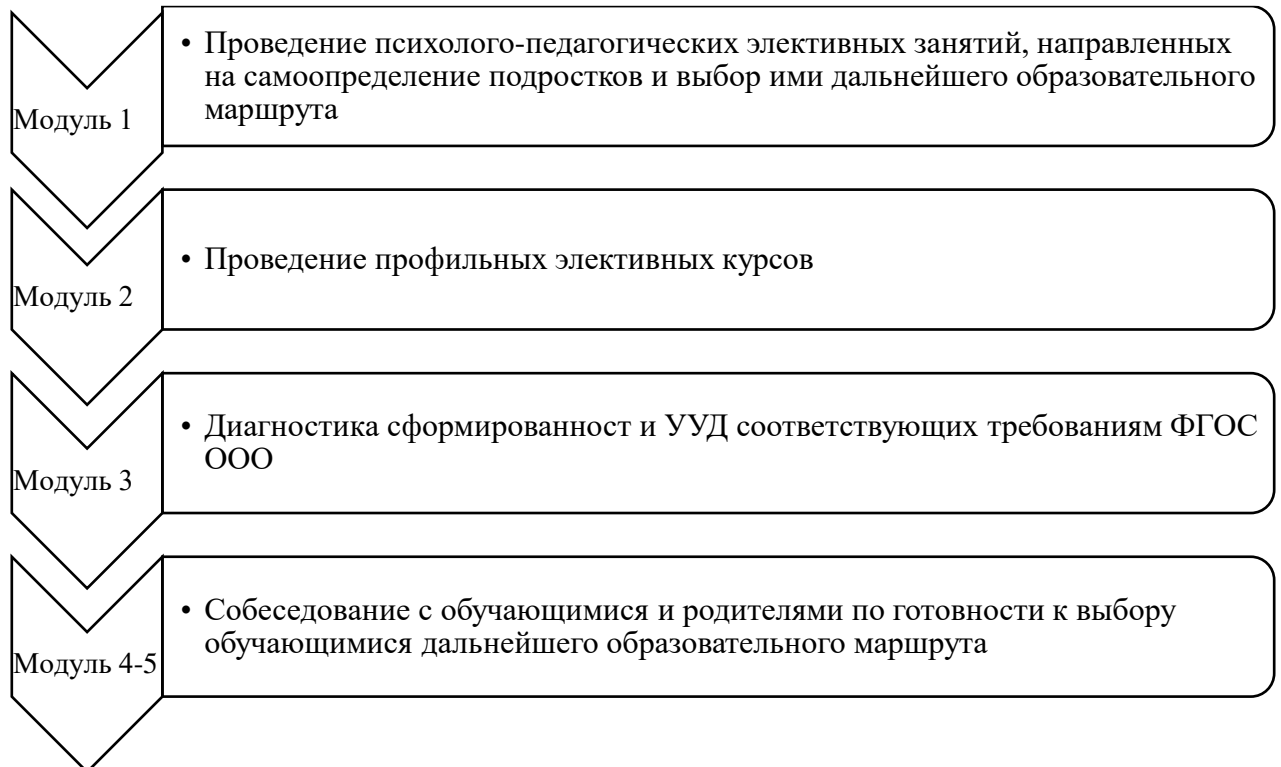 Модуль 1
• Проведение психолого-педагогических элективных занятий, направленных
на самоопределение подростков и выбор ими дальнейшего образовательного
маршрута
Модуль 2
• Проведение профильных элективных курсов
Модуль 3
• Диагностика сформированност и УУД соответствующих требованиям ФГОС
ООО
Модуль 4-5
• Собеседование с обучающимися и родителями по готовности к выбору
обучающимися дальнейшего образовательного маршрута